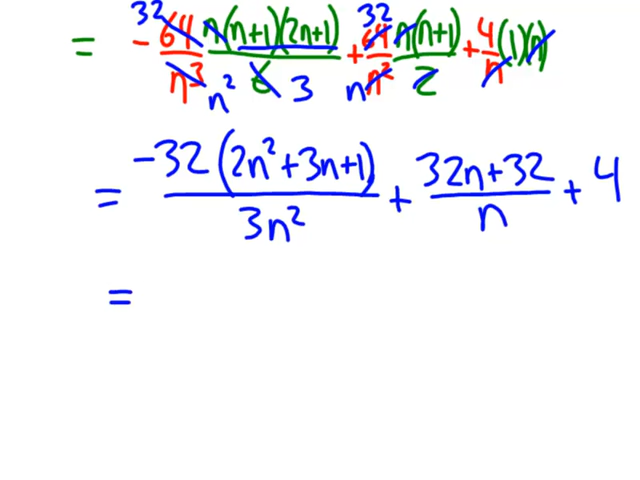 = - 32 64/n³ n² n(n+1)(2n+1)/6 3 + 32 64/n² n n(n+1)/2 + 4/n (1)(n)
= -32(2n²+3n+1)/3n² + 32n+32/n + 4
=